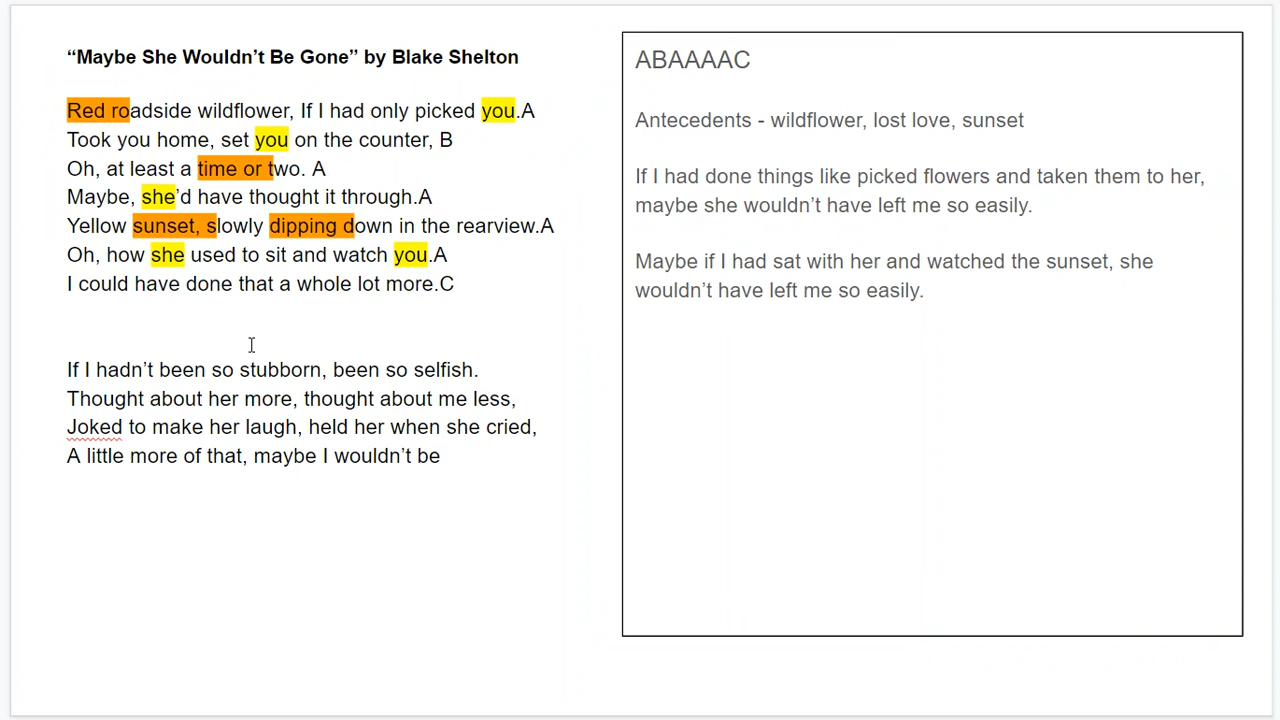 “Maybe She Wouldn’t Be Gone” by Blake Shelton
Red roadside wildflower, If I had only picked you.A
Took you home, set you on the counter, B
Oh, at least a time or two. A
Maybe, she’d have thought it through.A
Yellow sunset, slowly dipping down in the rearview.A
Oh, how she used to sit and watch you.A
I could have done that a whole lot more.C
If I hadn’t been so stubborn, been so selfish.
Thought about her more, thought about me less,
Joked to make her laugh, held her when she cried,
A little more of that, maybe I wouldn’t be
ABAAAAC
Antecedents - wildflower, lost love, sunset
If I had done things like picked flowers and taken them to her,
maybe she wouldn’t have left me so easily.
Maybe if I had sat with her and watched the sunset, she
wouldn’t have left me so easily.